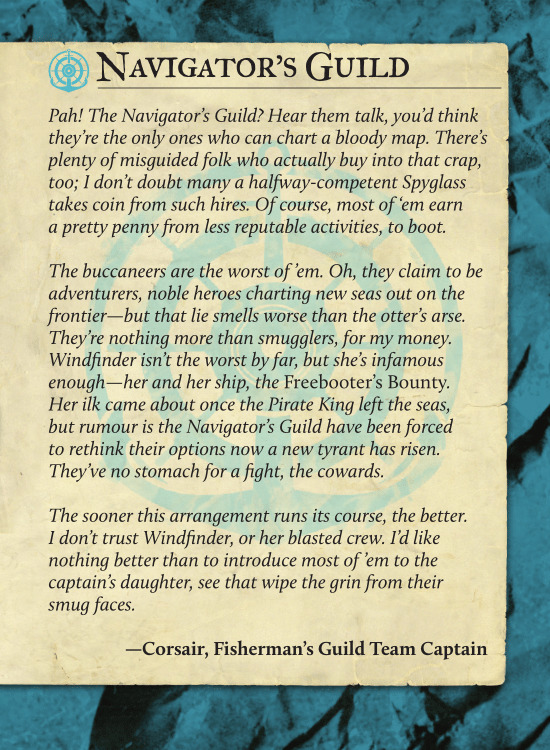 Navigator's Guild
Pah! The Navigator's Guild? Hear them talk, you'd think
they're the only ones who can chart a bloody map. There's
plenty of misguided folk who actually buy into that crap,
too; I don't doubt many a halfway-competent Spyglass
takes coin from such hires. Of course, most of 'em earn
a pretty penny from less reputable activities, to boot.
The buccaneers are the worst of 'em. Oh, they claim to be
adventurers, noble heroes charting new seas out on the
frontier—but that lie smells worse than the otter's arse.
They're nothing more than smugglers, for my money.
Windfinder isn't the worst by far, but she's infamous
enough—her and her ship, the Freebooter's Bounty.
Her ilk came about once the Pirate King left the seas,
but rumour is the Navigator's Guild have been forced
to rethink their options now a new tyrant has risen.
They've no stomach for a fight, the cowards.
The sooner this arrangement runs its course, the better.
I don't trust Windfinder, or her blasted crew. I'd like
nothing better than to introduce most of 'em to the
captain's daughter, see that wipe the grin from their
smug faces.
—Corsair, Fisherman's Guild Team Captain